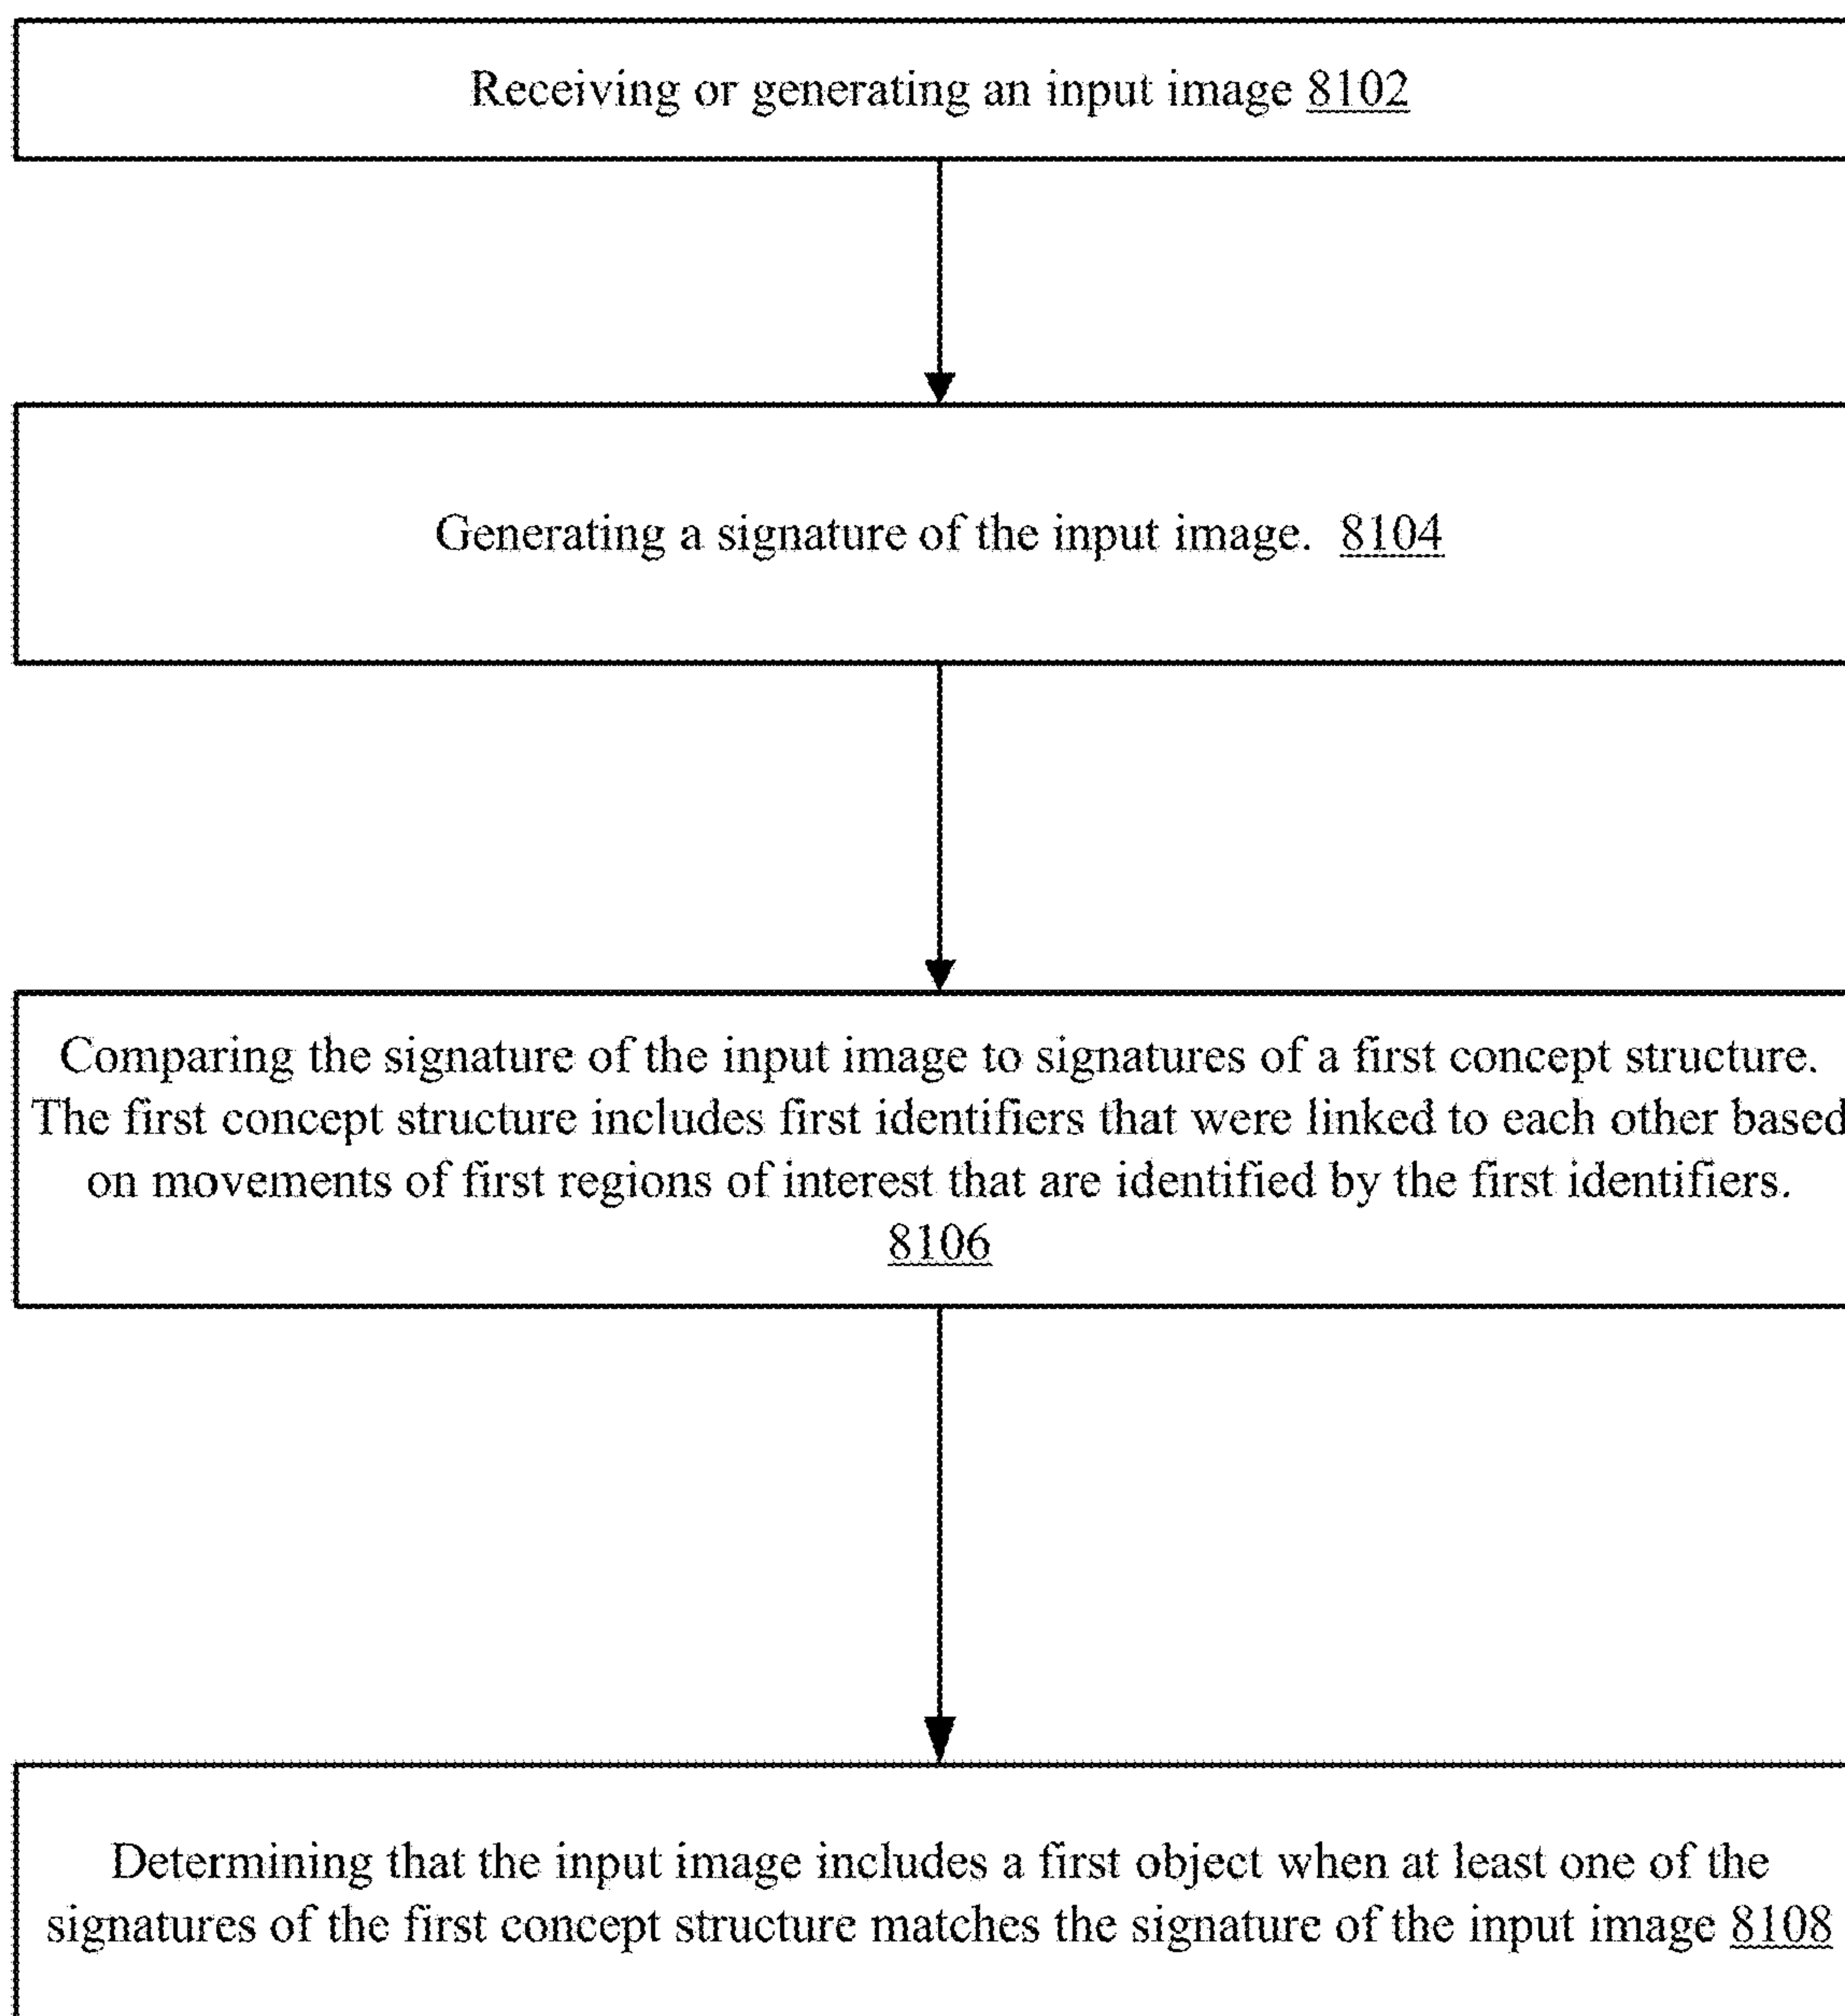 Receiving or generating an input image 8102
Generating a signature of the input image. 8104
Comparing the signature of the input image to signatures of a first concept structure.
The first concept structure includes first identifiers that were linked to each other based
on movements of first regions of interest that are identified by the first identifiers.
8106
Determining that the input image includes a first object when at least one of the
signatures of the first concept structure matches the signature of the input image 8108